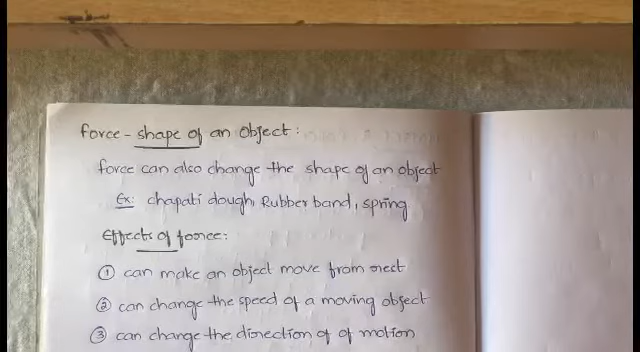 force - shape of an object:
force can also change the shape of an object
Ex: chapati dough, Rubber band, spring
Effects of force:
① can make an object move from rest
② can change the speed of a moving object
③ can change the direction of of motion